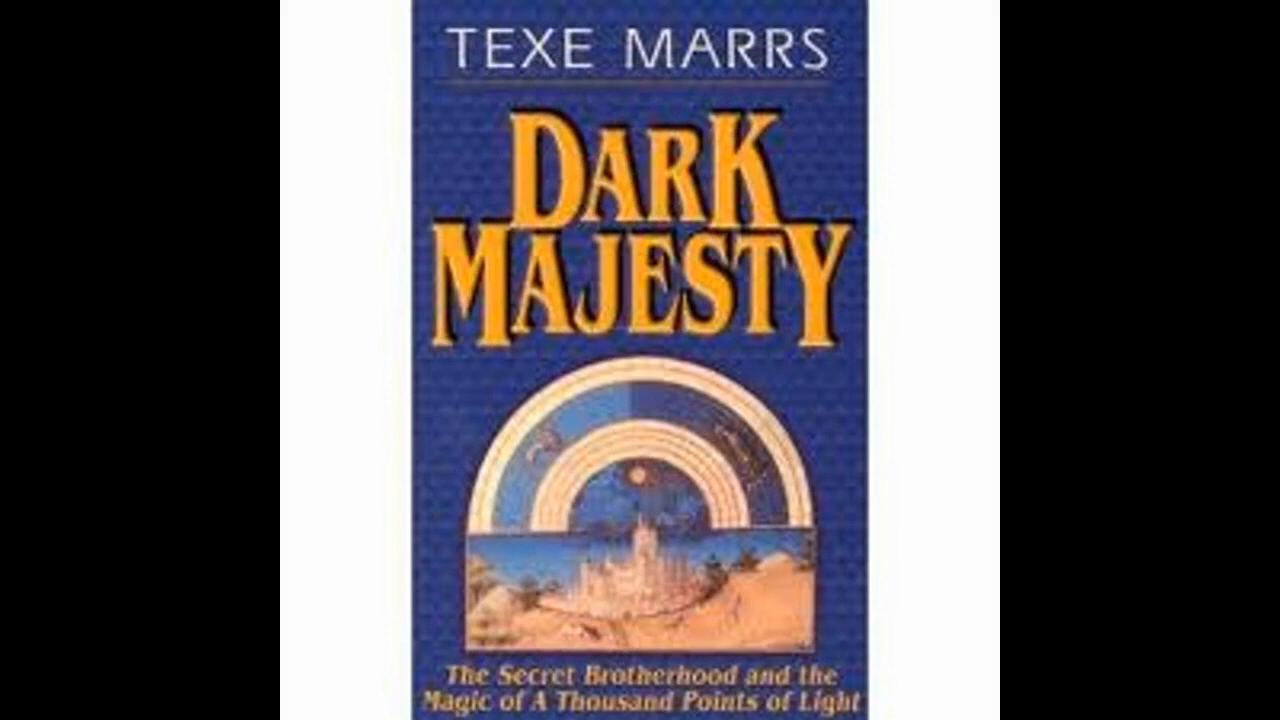 TEXE MARRS
DARK
MAJESTY
The Secret Brotherhood and the
Magic of A Thousand Points of Light